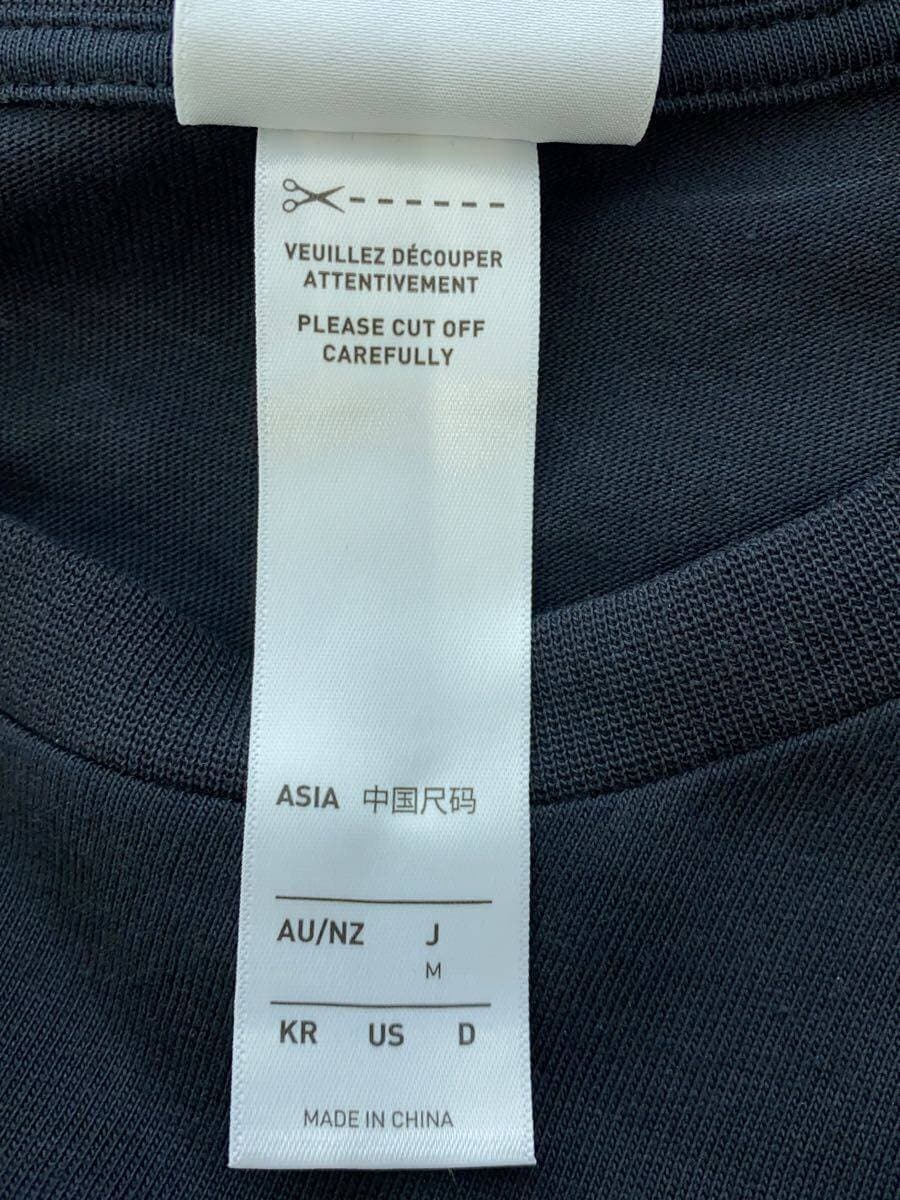 VEUILLEZ DÉCOUPER
ATTENTIVEMENT
PLEASE CUT OFF
CAREFULLY
ASIA 中国尺码
AU/NZ J
M
KR US D
MADE IN CHINA